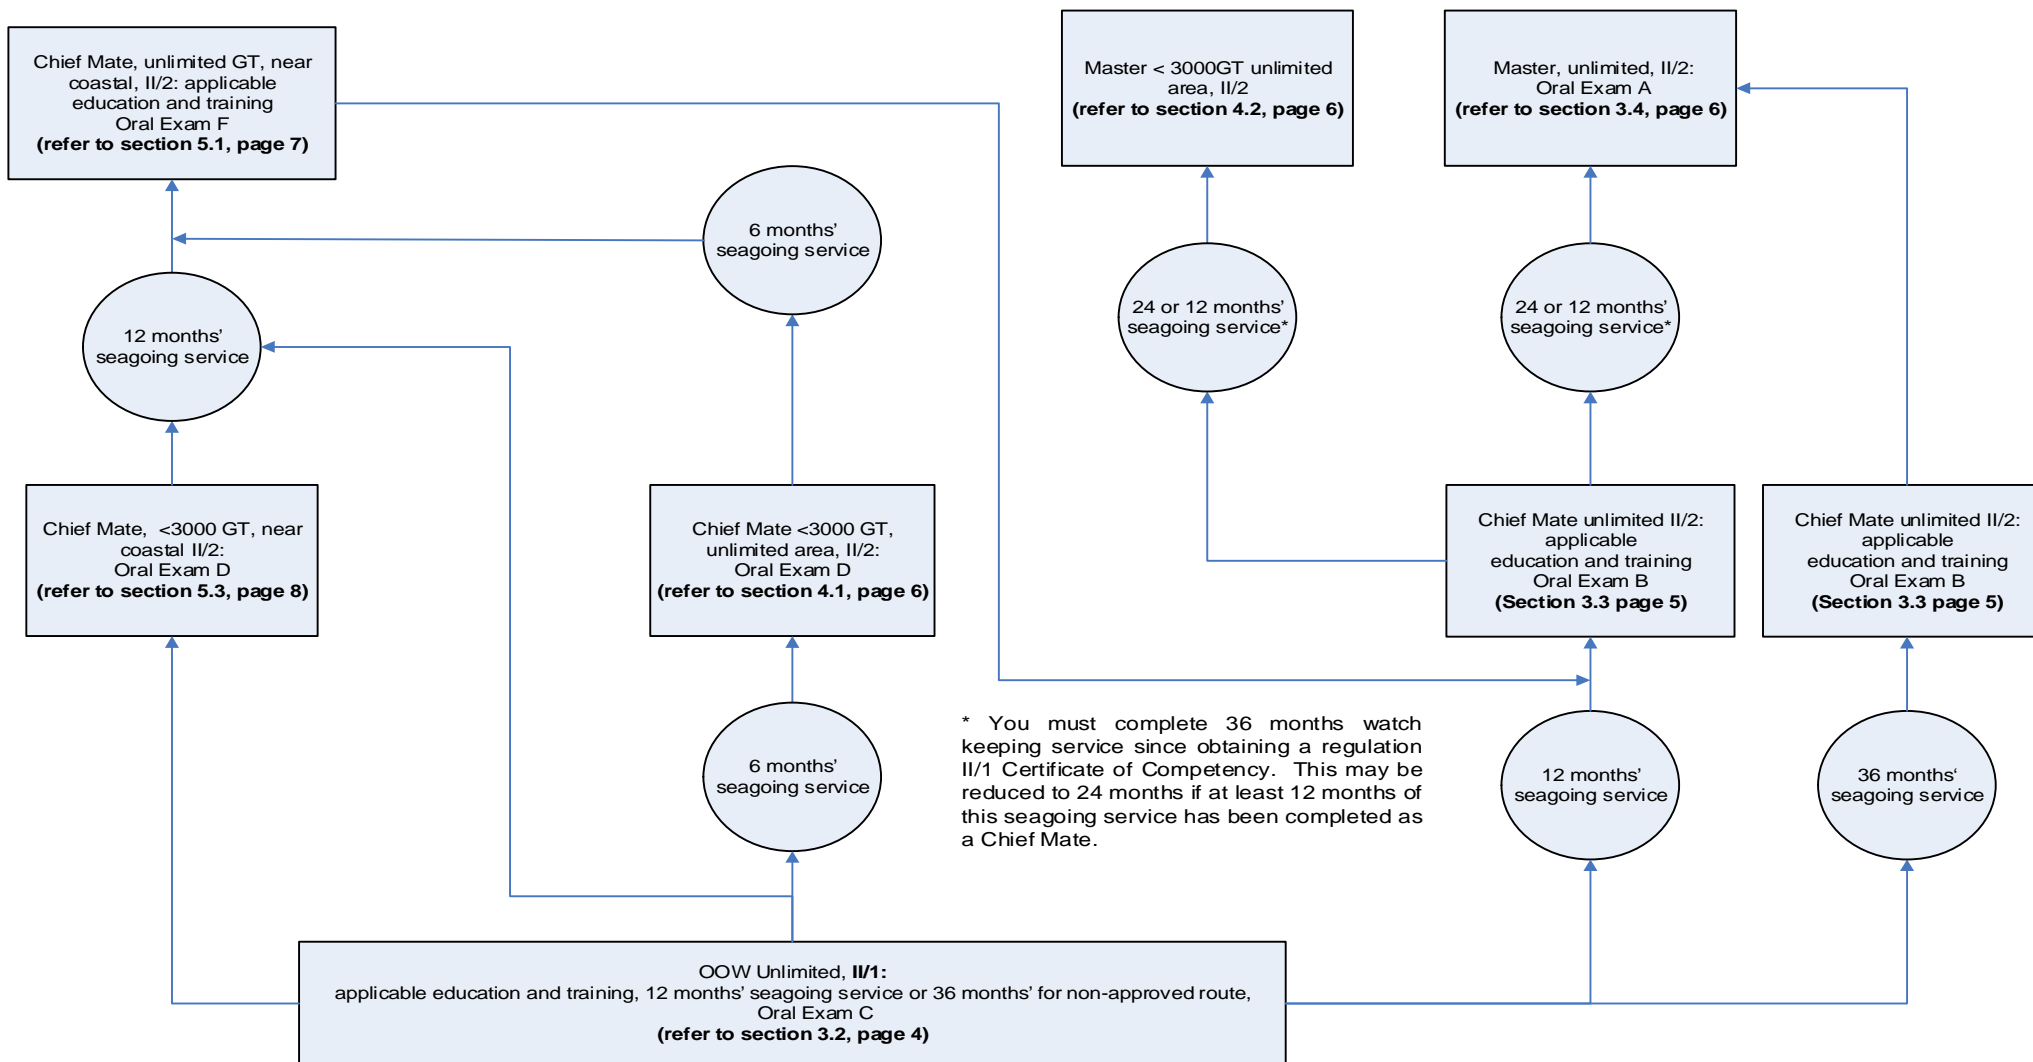 Chief Mate, unlimited GT, near
coastal, II/2: applicable
education and training
Oral Exam F
(refer to section 5.1, page 7)
Master < 3000GT unlimited
area, II/2
(refer to section 4.2, page 6)
Master, unlimited, II/2:
Oral Exam A
(refer to section 3.4, page 6)
6 months’
seagoing service
12 months’
seagoing service
24 or 12 months’
seagoing service*
24 or 12 months’
seagoing service*
Chief Mate, <3000 GT, near
coastal II/2:
Oral Exam D
(refer to section 5.3, page 8)
Chief Mate <3000 GT,
unlimited area, II/2:
Oral Exam D
(refer to section 4.1, page 6)
Chief Mate unlimited II/2:
applicable
education and training
Oral Exam B
(Section 3.3 page 5)
Chief Mate unlimited II/2:
applicable
education and training
Oral Exam B
(Section 3.3 page 5)
6 months’
seagoing service
* You must complete 36 months watch
keeping service since obtaining a regulation
II/1 Certificate of Competency. This may be
reduced to 24 months if at least 12 months of
this seagoing service has been completed as
a Chief Mate.
12 months’
seagoing service
36 months‘
seagoing service
OOW Unlimited, II/1:
applicable education and training, 12 months’ seagoing service or 36 months’ for non-approved route,
Oral Exam C
(refer to section 3.2, page 4)